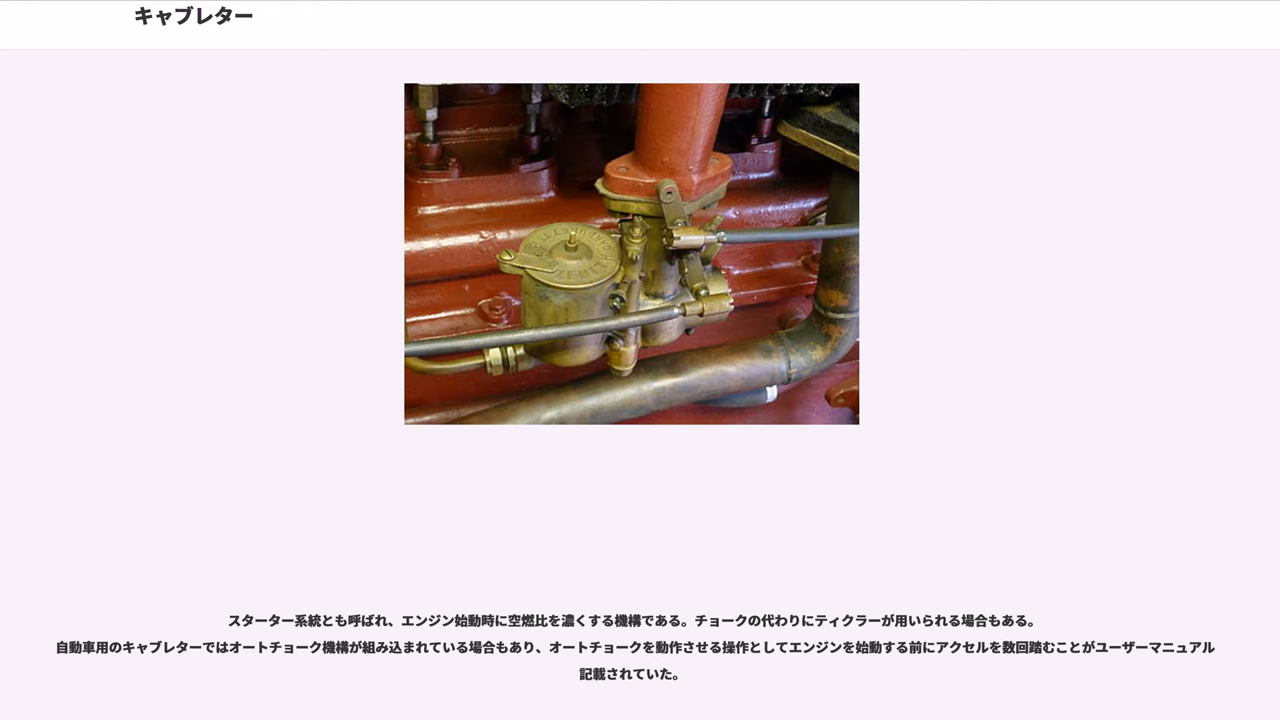 キャブレター
ZENITH
スターター系統とも呼ばれ、エンジン始動時に空燃比を濃くする機構である。チョークの代わりにティクラーが用いられる場合もある。
自動車用のキャブレターではオートチョーク機構が組み込まれている場合もあり、オートチョークを動作させる操作としてエンジンを始動する前にアクセルを数回踏むことがユーザーマニュアル
記載されていた。